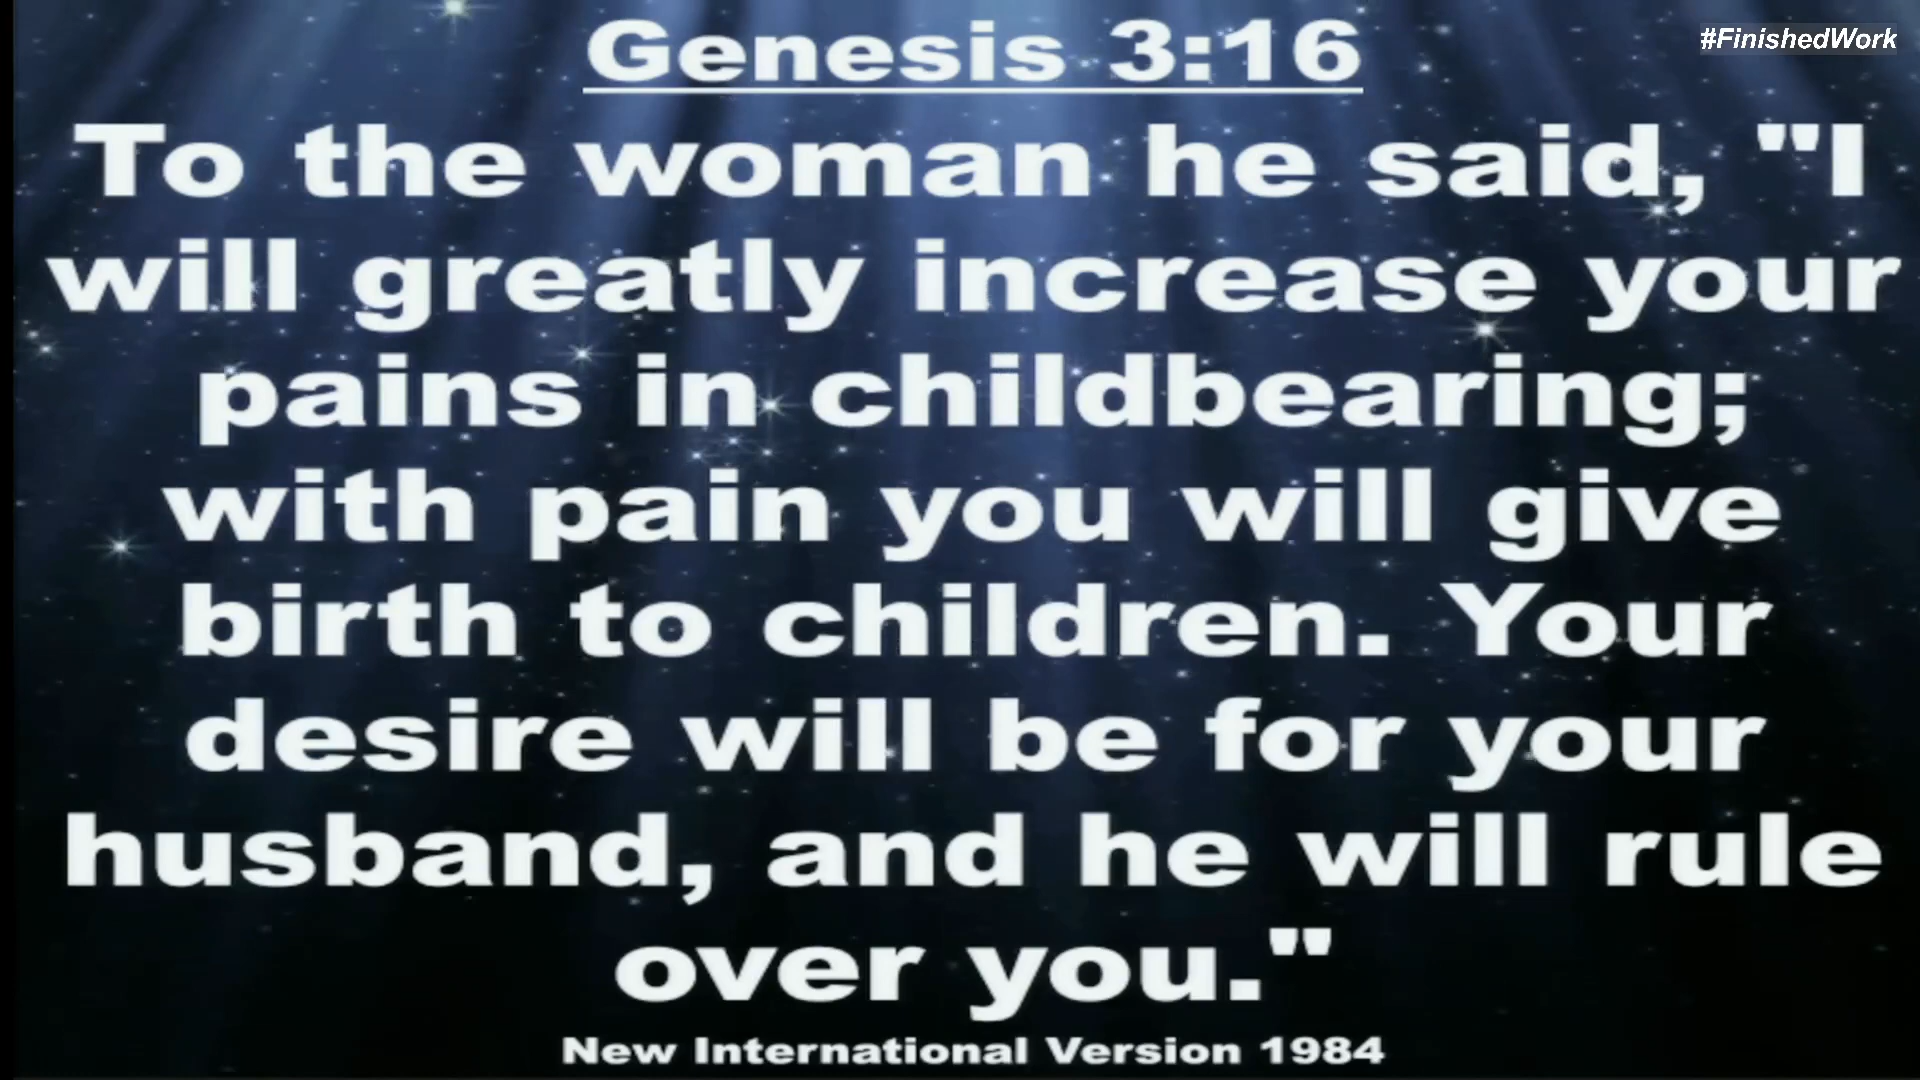 Genesis 3:16
#FinishedWork
To the woman he said, "I
will greatly increase your
pains in childbearing;
with pain you will give
birth to children. Your
desire will be for your
husband, and he will rule
over you."
New International Version 1984